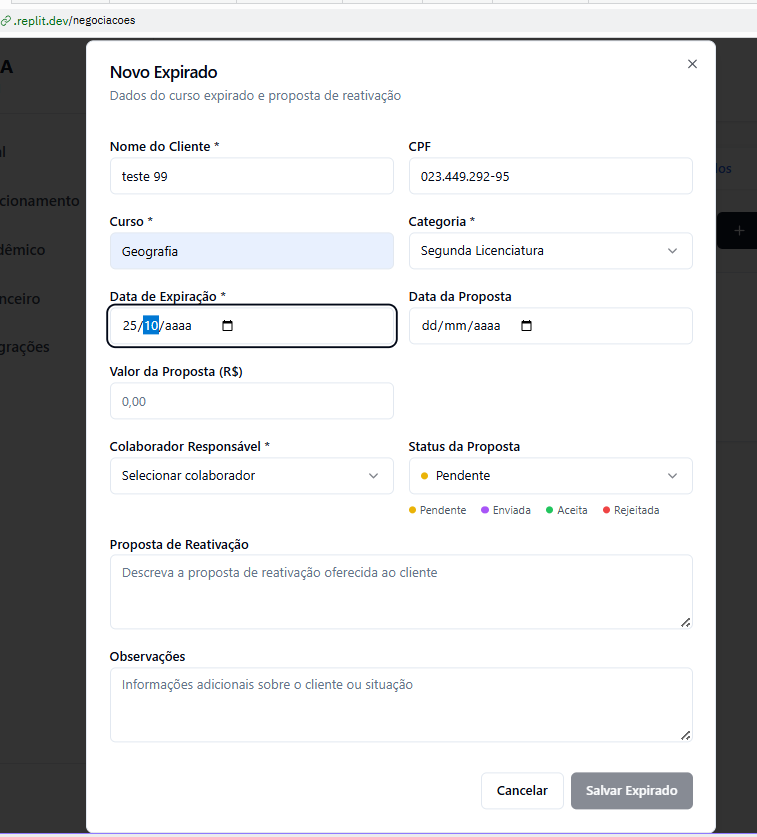 .replit.dev/negociacoes
A
Novo Expirado
Dados do curso expirado e proposta de reativação
Nome do Cliente *
CPF
teste 99
023.449.292-95
Curso *
Categoria *
Geografia
Segunda Licenciatura
Data de Expiração *
Data da Proposta
25/10/aaaa
dd/mm/aaaa
Valor da Proposta (R$)
0,00
Colaborador Responsável *
Status da Proposta
Selecionar colaborador
Pendente
Pendente
Enviada
Aceita
Rejeitada
Proposta de Reativação
Descreva a proposta de reativação oferecida ao cliente
Observações
Informações adicionais sobre o cliente ou situação
Cancelar
Salvar Expirado
cionamento
dêmico
nceiro
grações
dos
+